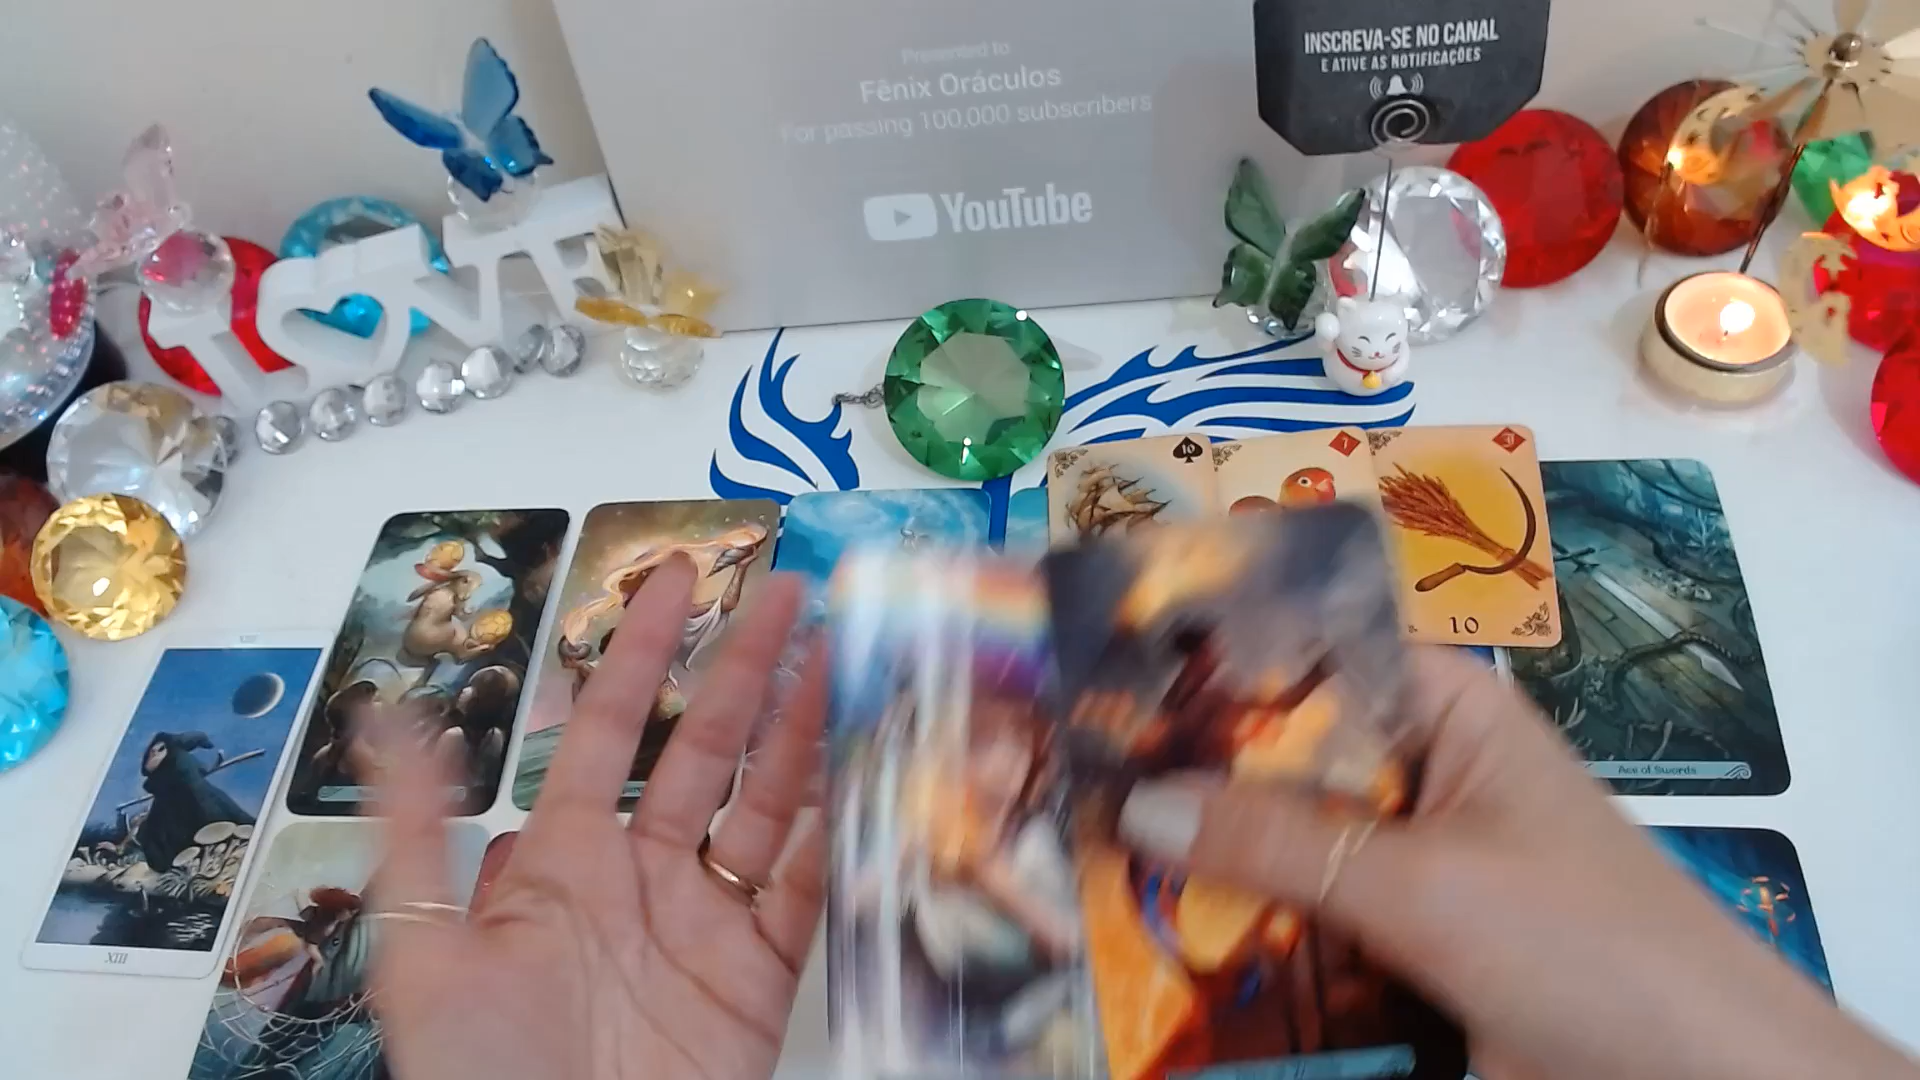 Presented to
Fênix Oráculos
For passing 100,000 subscribers
YouTube
INSCREVA-SE NO CANAL
E ATIVE AS NOTIFICAÇÕES
LOVE
10
J
10
Ace of Swords
XIII
XIII